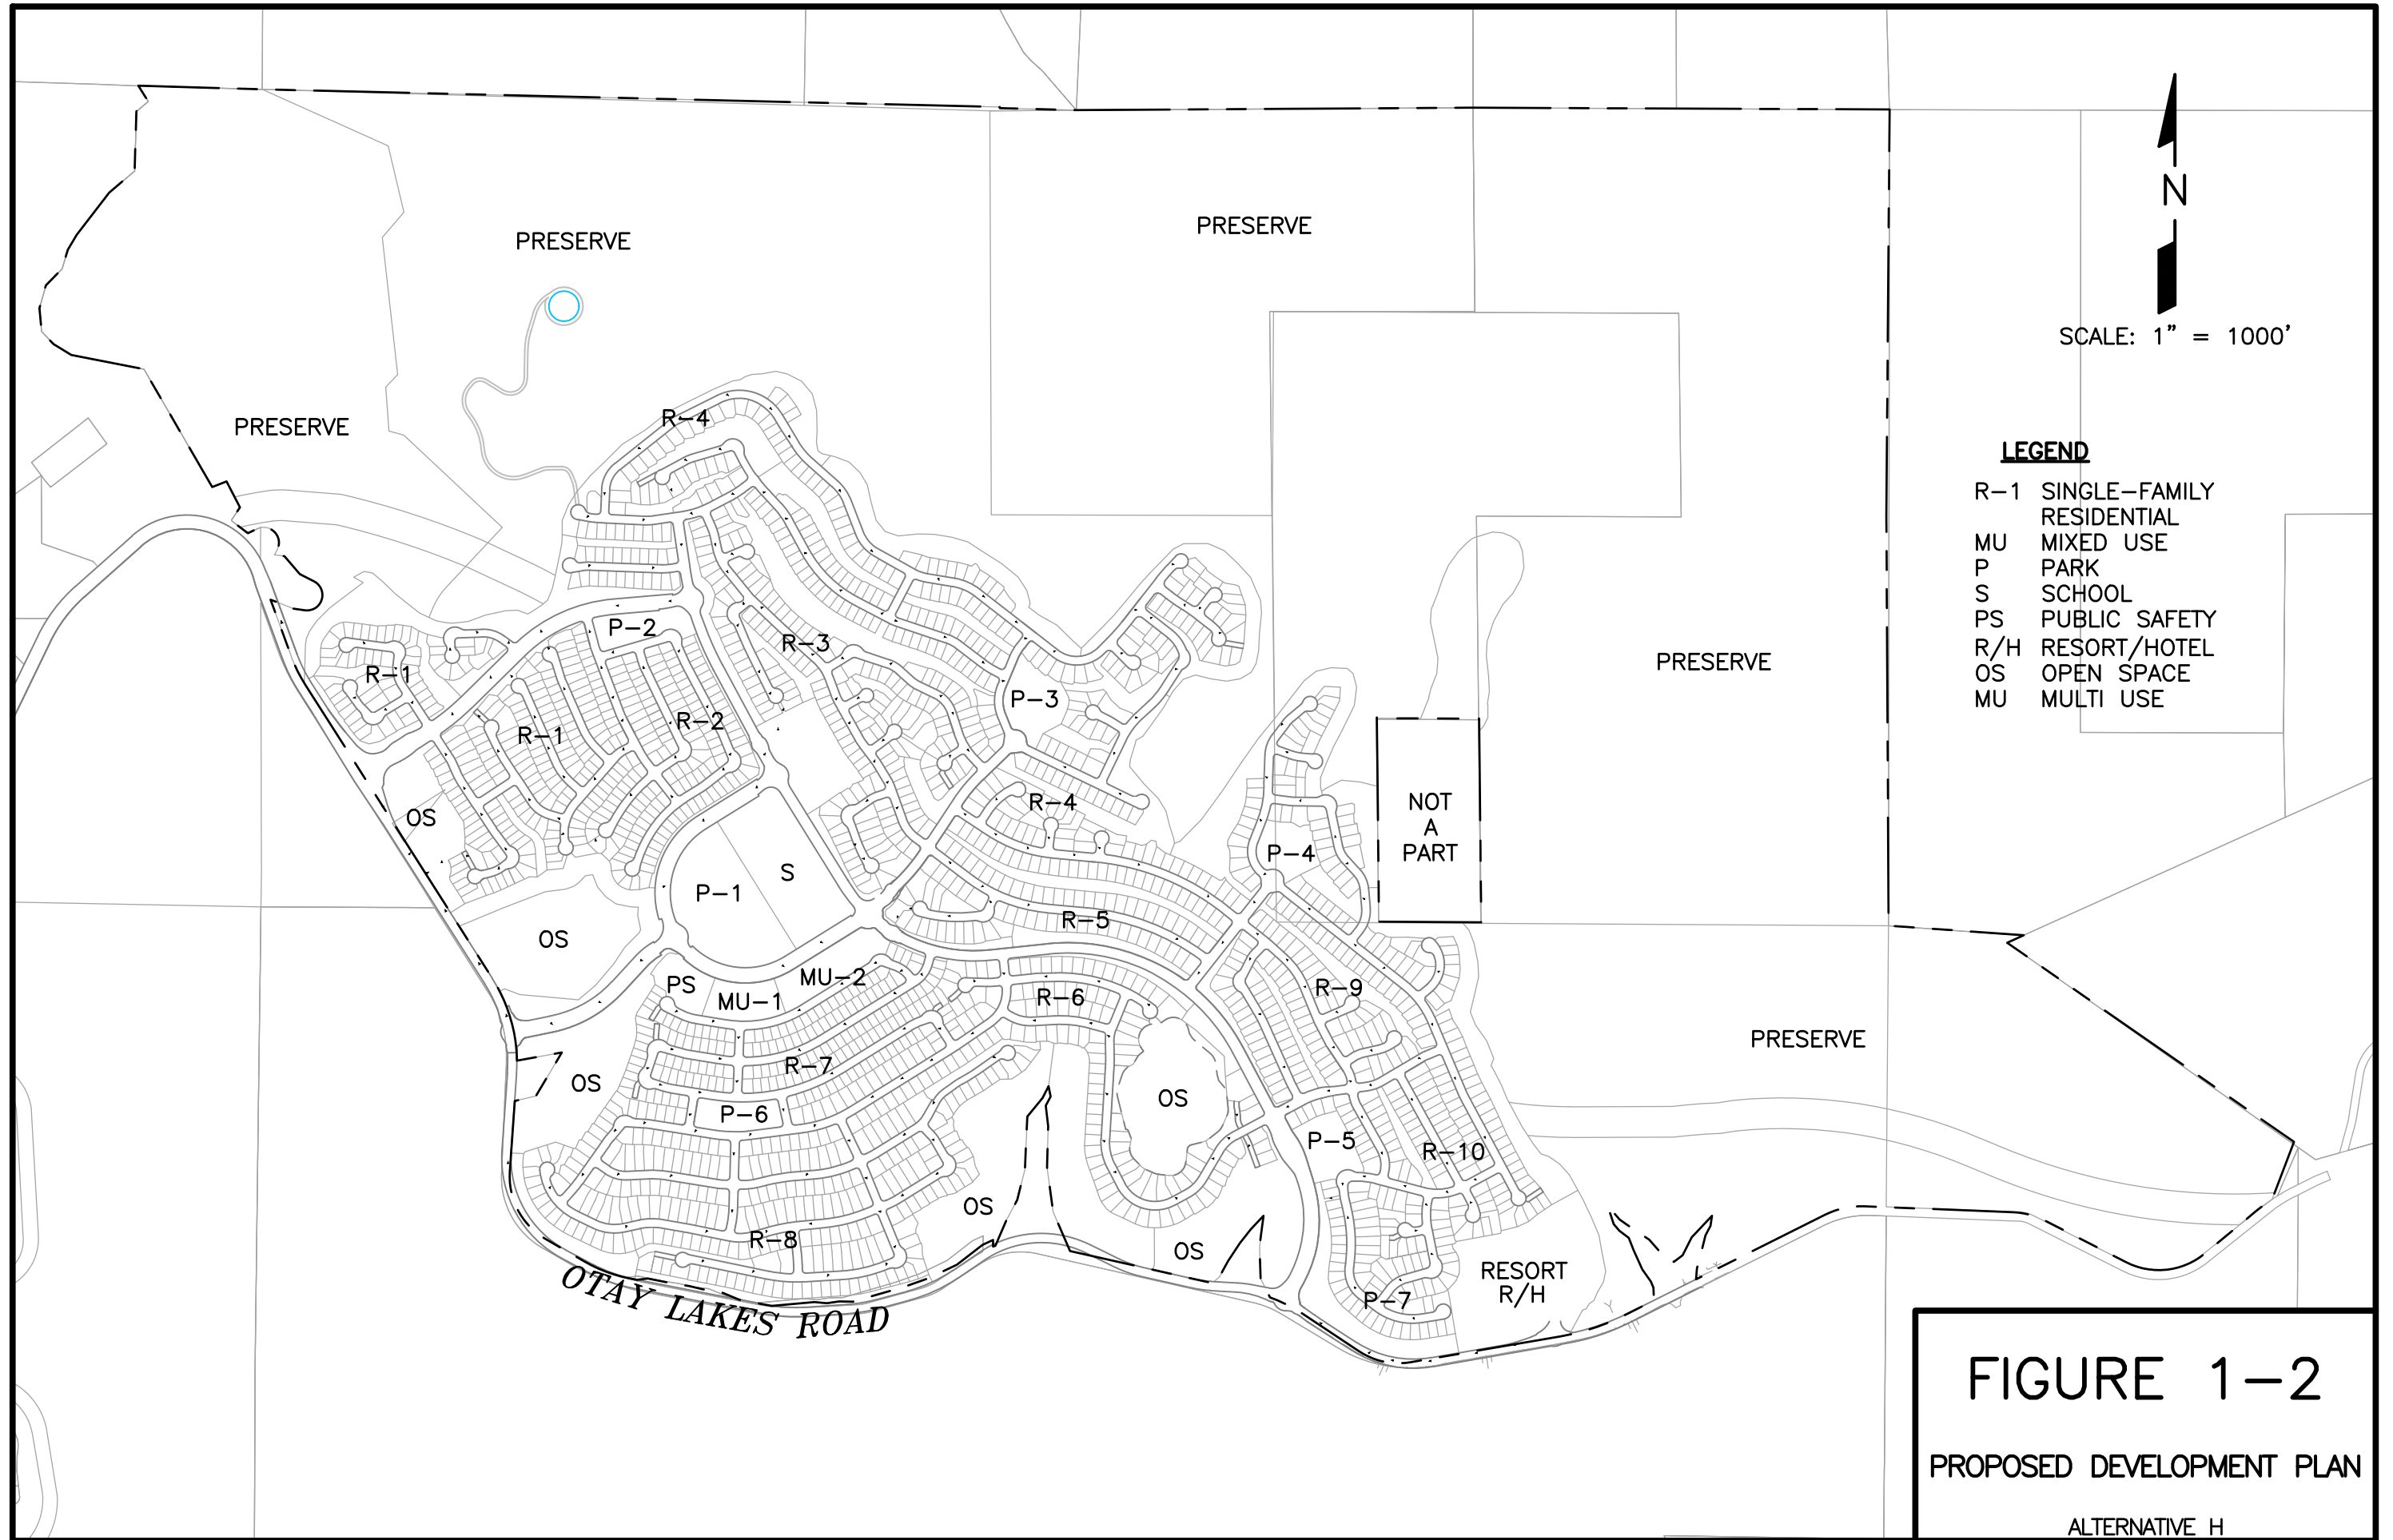 N
SCALE: 1" = 1000'
PRESERVE
PRESERVE
PRESERVE
PRESERVE
PRESERVE
LEGEND
R-1 SINGLE-FAMILY
RESIDENTIAL
MU MIXED USE
P PARK
S SCHOOL
PS PUBLIC SAFETY
R/H RESORT/HOTEL
OS OPEN SPACE
MU MULTI USE
R-4
P-2
R-3
R-1
P-3
R-2
R-1
R-4
OS
NOT
A
PART
P-4
S
P-1
R-5
OS
PS
MU-1
MU-2
R-6
R-9
R-7
OS
P-6
OS
P-5
R-10
OS
R-8
OS
RESORT
R/H
P-7
OTAY LAKES ROAD
FIGURE 1-2
PROPOSED DEVELOPMENT PLAN
ALTERNATIVE H